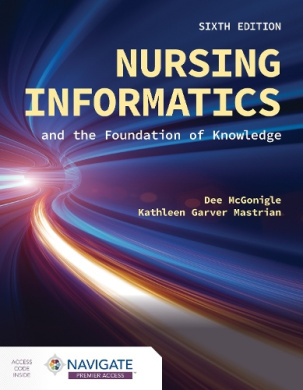 SIXTH EDITION
NURSING
INFORMATICS
and the Foundation of Knowledge
Dee McGonigle
Kathleen Garver Mastrian
ACCESS
CODE
INSIDE
NAVIGATE
PREMIER ACCESS